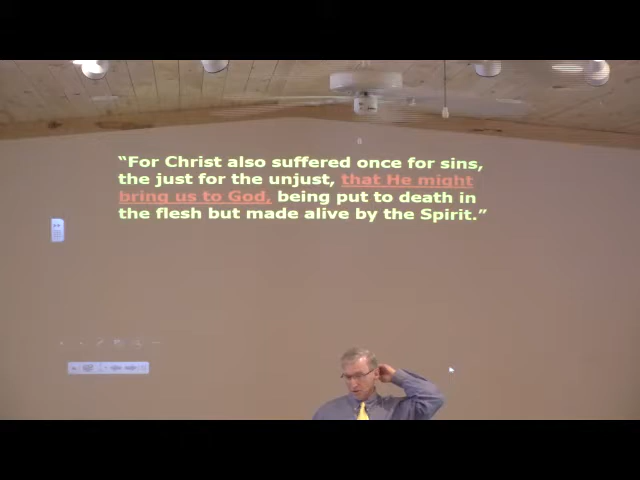 “For Christ also suffered once for sins,
the just for the unjust, that He might
bring us to God, being put to death in
the flesh but made alive by the Spirit.”